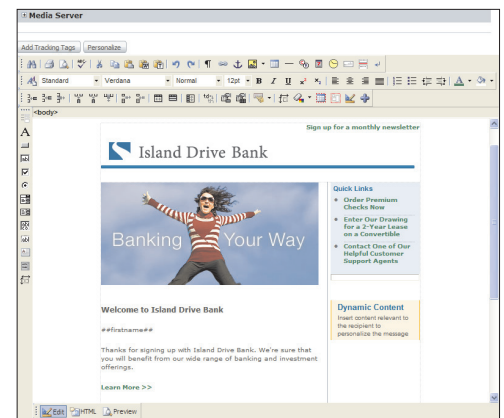 Media Server
Add Tracking Tags Personalize
Standard Verdana Normal 12pt B I U x² x₂
<body>
Sign up for a monthly newsletter
Island Drive Bank
Banking Your Way
Quick Links
Order Premium
Checks Now
Enter Our Drawing
for a 2-Year Lease
on a Convertible
Contact One of Our
Helpful Customer
Support Agents
Welcome to Island Drive Bank
##firstname##
Thanks for signing up with Island Drive Bank. We're sure that
you will benefit from our wide range of banking and investment
offerings.
Learn More >>
Dynamic Content
Insert content relevant to
the recipient to
personalize the message
Edit HTML Preview